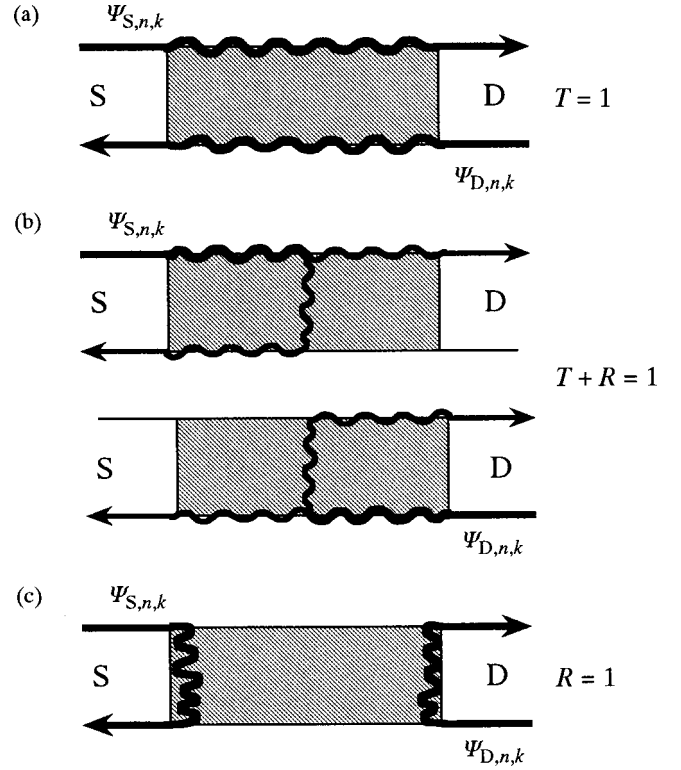 (a)
Ψ_{S,n,k}
S D T = 1
Ψ_{D,n,k}
(b)
Ψ_{S,n,k}
S D
T + R = 1
S D
Ψ_{D,n,k}
(c)
Ψ_{S,n,k}
S D R = 1
Ψ_{D,n,k}